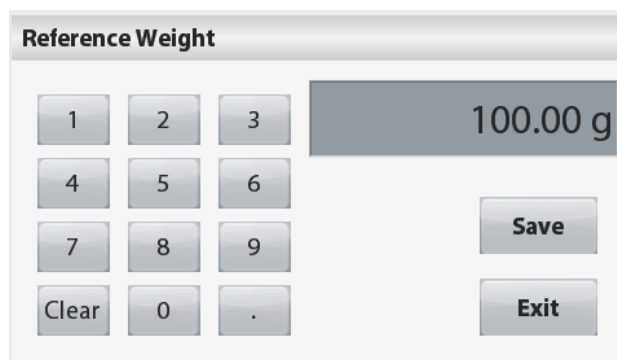 Reference Weight
1 2 3
100.00 g
4 5 6
7 8 9
Clear 0 .
Save
Exit